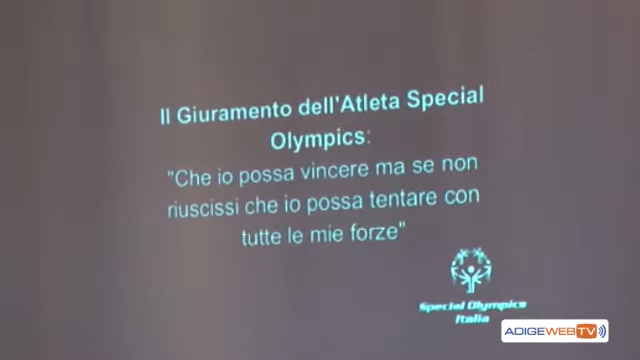 Il Giuramento dell'Atleta Special
Olympics:
"Che io possa vincere ma se non
riuscissi che io possa tentare con
tutte le mie forze"
Special Olympics
Italia
ADIGEWEBTV